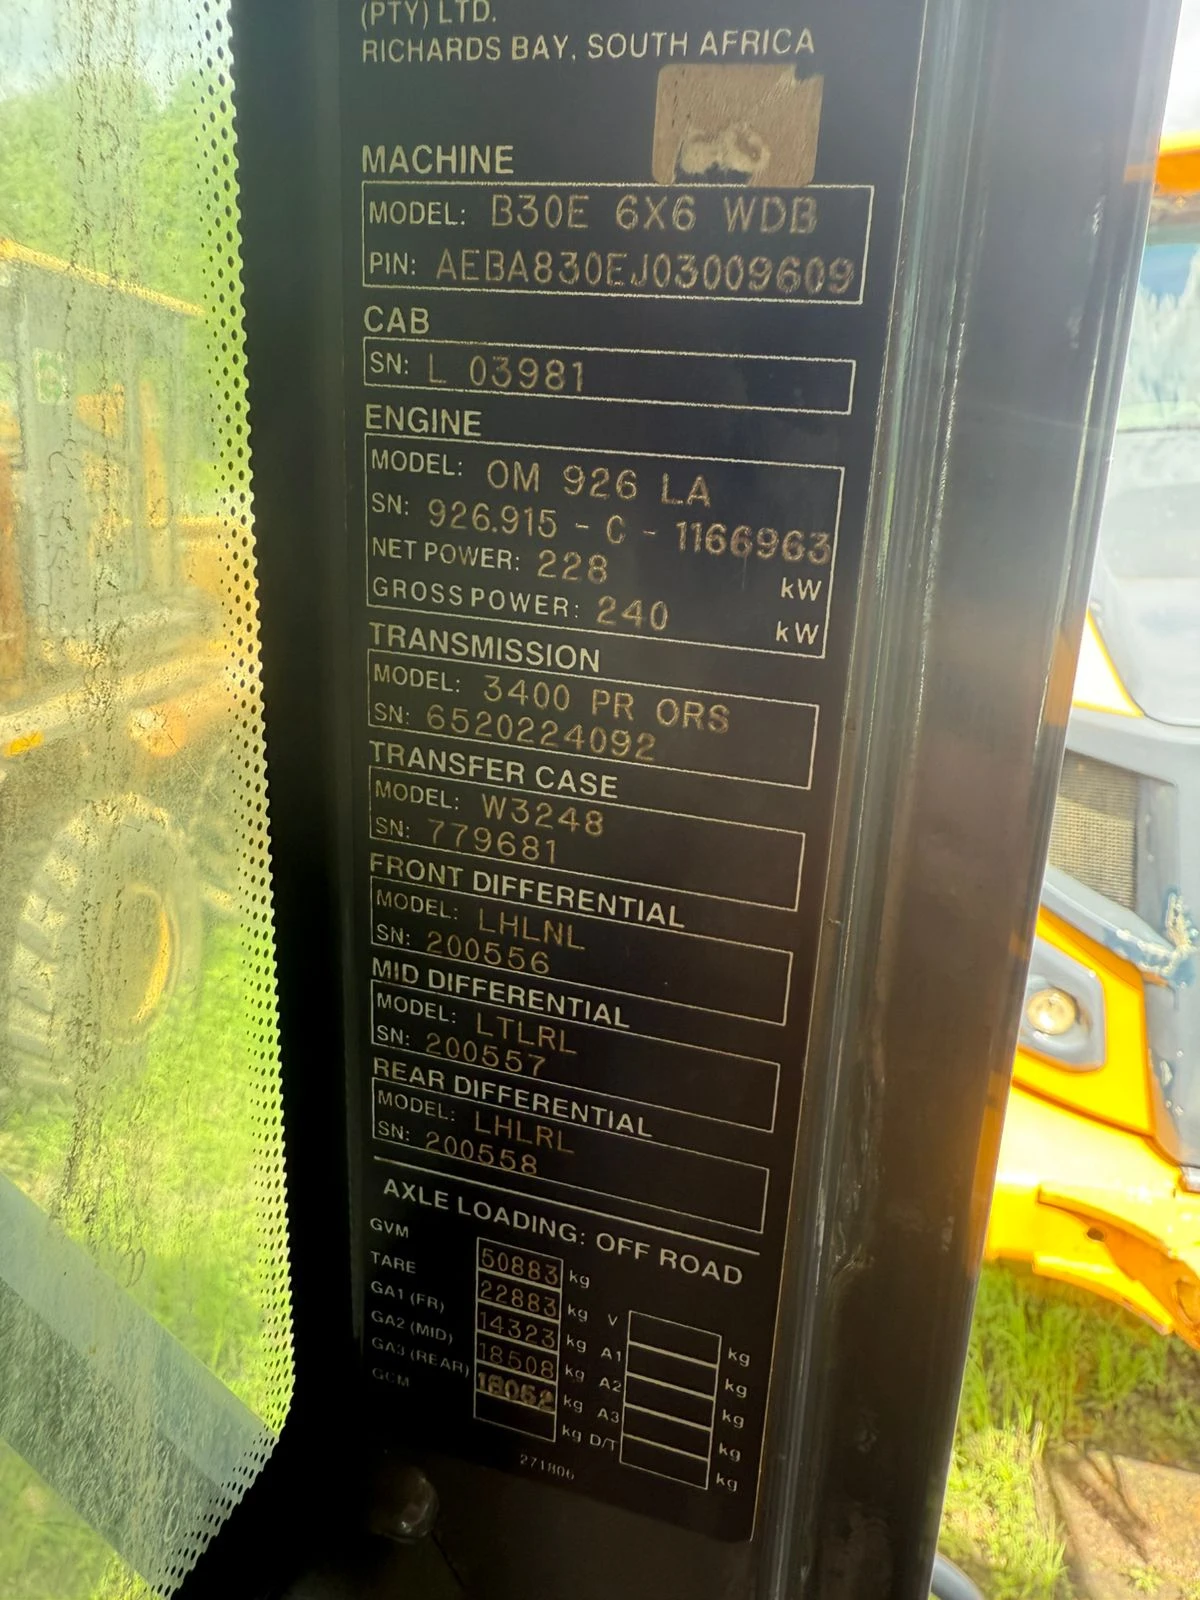 (PTY) LTD.
RICHARDS BAY, SOUTH AFRICA
MACHINE
MODEL: B30E 6X6 WDB
PIN: AEBA830EJ03009609
CAB
SN: L 03981
ENGINE
MODEL: OM 926 LA
SN: 926.915 - C - 1166963
NET POWER: 228 kW
GROSS POWER: 240 kW
TRANSMISSION
MODEL: 3400 PR ORS
SN: 6520224092
TRANSFER CASE
MODEL: W3248
SN: 779681
FRONT DIFFERENTIAL
MODEL: LHLNL
SN: 200556
MID DIFFERENTIAL
MODEL: LTLRL
SN: 200557
REAR DIFFERENTIAL
MODEL: LHLRL
SN: 200558
AXLE LOADING: OFF ROAD
GVM 50883 kg
TARE 22883 kg V kg
GA1 (FR) 14323 kg A1 kg
GA2 (MID) 18508 kg A2 kg
GA3 (REAR) 18052 kg A3 kg
GCM kg D/T kg
271806